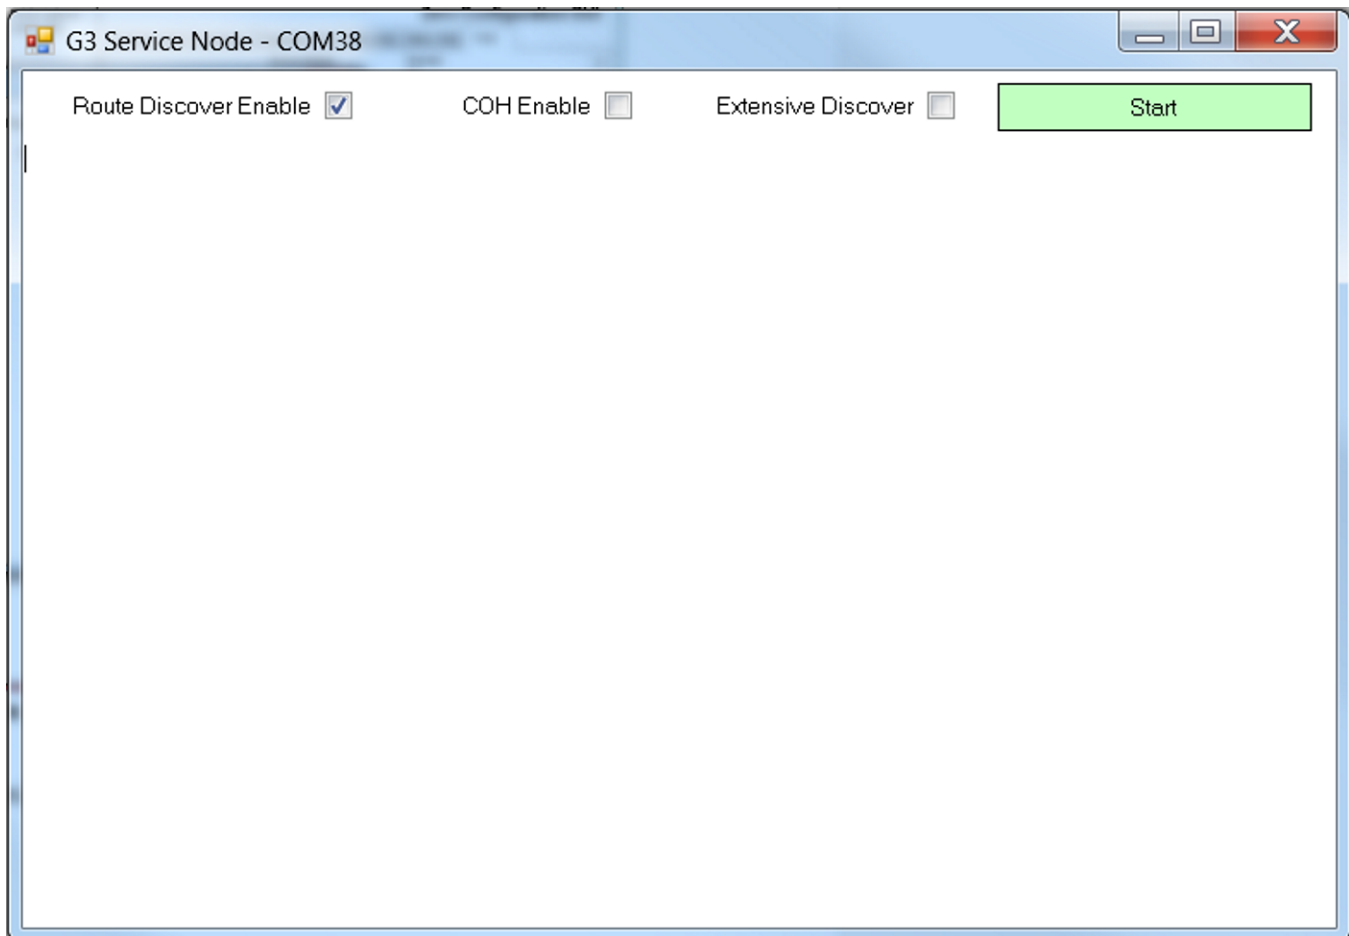 G3 Service Node - COM38
Route Discover Enable COH Enable Extensive Discover Start